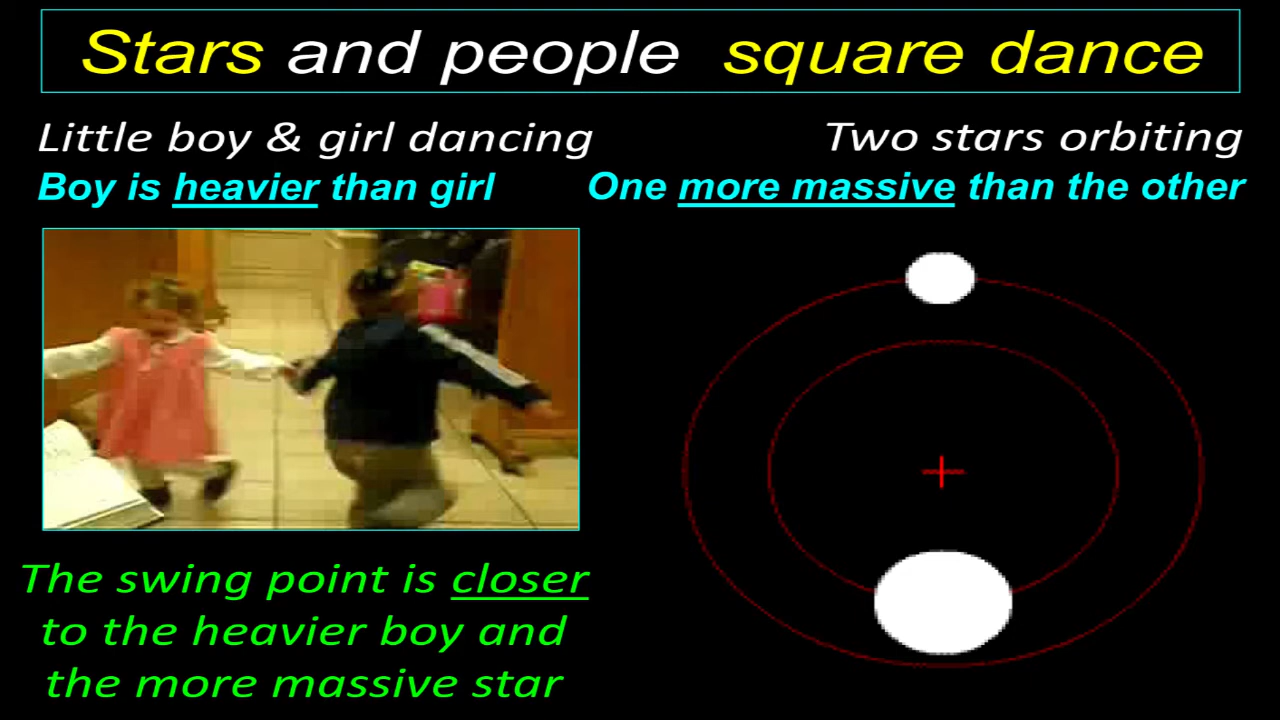 Stars and people square dance
Little boy & girl dancing
Boy is heavier than girl
Two stars orbiting
One more massive than the other
The swing point is closer
to the heavier boy and
the more massive star